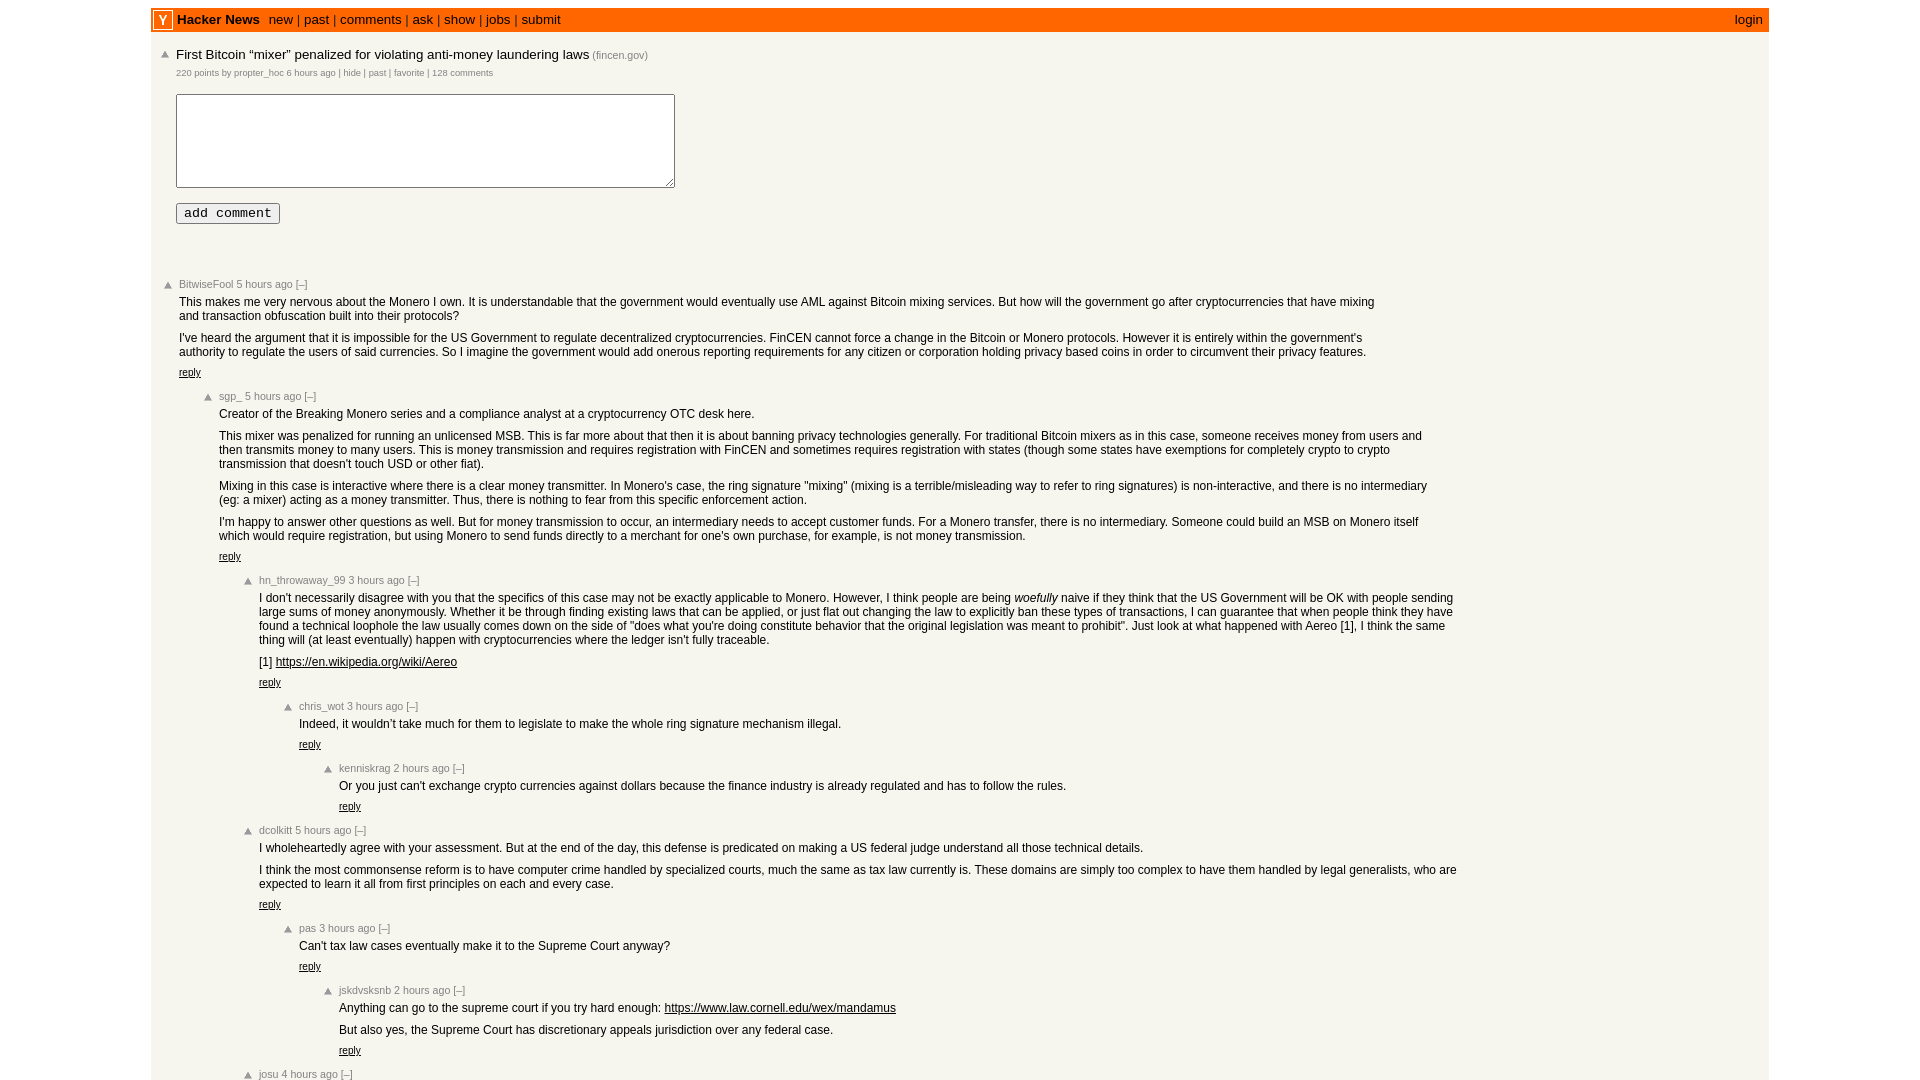 Y Hacker News new | past | comments | ask | show | jobs | submit login
First Bitcoin “mixer” penalized for violating anti-money laundering laws (fincen.gov)
220 points by propter_hoc 6 hours ago | hide | past | favorite | 128 comments
add comment
BitwiseFool 5 hours ago [–]
This makes me very nervous about the Monero I own. It is understandable that the government would eventually use AML against Bitcoin mixing services. But how will the government go after cryptocurrencies that have mixing
and transaction obfuscation built into their protocols?
I've heard the argument that it is impossible for the US Government to regulate decentralized cryptocurrencies. FinCEN cannot force a change in the Bitcoin or Monero protocols. However it is entirely within the government's
authority to regulate the users of said currencies. So I imagine the government would add onerous reporting requirements for any citizen or corporation holding privacy based coins in order to circumvent their privacy features.
reply
sgp_ 5 hours ago [–]
Creator of the Breaking Monero series and a compliance analyst at a cryptocurrency OTC desk here.
This mixer was penalized for running an unlicensed MSB. This is far more about that then it is about banning privacy technologies generally. For traditional Bitcoin mixers as in this case, someone receives money from users and
then transmits money to many users. This is money transmission and requires registration with FinCEN and sometimes requires registration with states (though some states have exemptions for completely crypto to crypto
transmission that doesn't touch USD or other fiat).
Mixing in this case is interactive where there is a clear money transmitter. In Monero's case, the ring signature "mixing" (mixing is a terrible/misleading way to refer to ring signatures) is non-interactive, and there is no intermediary
(eg: a mixer) acting as a money transmitter. Thus, there is nothing to fear from this specific enforcement action.
I'm happy to answer other questions as well. But for money transmission to occur, an intermediary needs to accept customer funds. For a Monero transfer, there is no intermediary. Someone could build an MSB on Monero itself
which would require registration, but using Monero to send funds directly to a merchant for one's own purchase, for example, is not money transmission.
reply
hn_throwaway_99 3 hours ago [–]
I don't necessarily disagree with you that the specifics of this case may not be exactly applicable to Monero. However, I think people are being woefully naive if they think that the US Government will be OK with people sending
large sums of money anonymously. Whether it be through finding existing laws that can be applied, or just flat out changing the law to explicitly ban these types of transactions, I can guarantee that when people think they have
found a technical loophole the law usually comes down on the side of "does what you're doing constitute behavior that the original legislation was meant to prohibit". Just look at what happened with Aereo [1], I think the same
thing will (at least eventually) happen with cryptocurrencies where the ledger isn't fully traceable.
[1] https://en.wikipedia.org/wiki/Aereo
reply
chris_wot 3 hours ago [–]
Indeed, it wouldn’t take much for them to legislate to make the whole ring signature mechanism illegal.
reply
kenniskrag 2 hours ago [–]
Or you just can't exchange crypto currencies against dollars because the finance industry is already regulated and has to follow the rules.
reply
dcolkitt 5 hours ago [–]
I wholeheartedly agree with your assessment. But at the end of the day, this defense is predicated on making a US federal judge understand all those technical details.
I think the most commonsense reform is to have computer crime handled by specialized courts, much the same as tax law currently is. These domains are simply too complex to have them handled by legal generalists, who are
expected to learn it all from first principles on each and every case.
reply
pas 3 hours ago [–]
Can't tax law cases eventually make it to the Supreme Court anyway?
reply
jskdvsksnb 2 hours ago [–]
Anything can go to the supreme court if you try hard enough: https://www.law.cornell.edu/wex/mandamus
But also yes, the Supreme Court has discretionary appeals jurisdiction over any federal case.
reply
josu 4 hours ago [–]